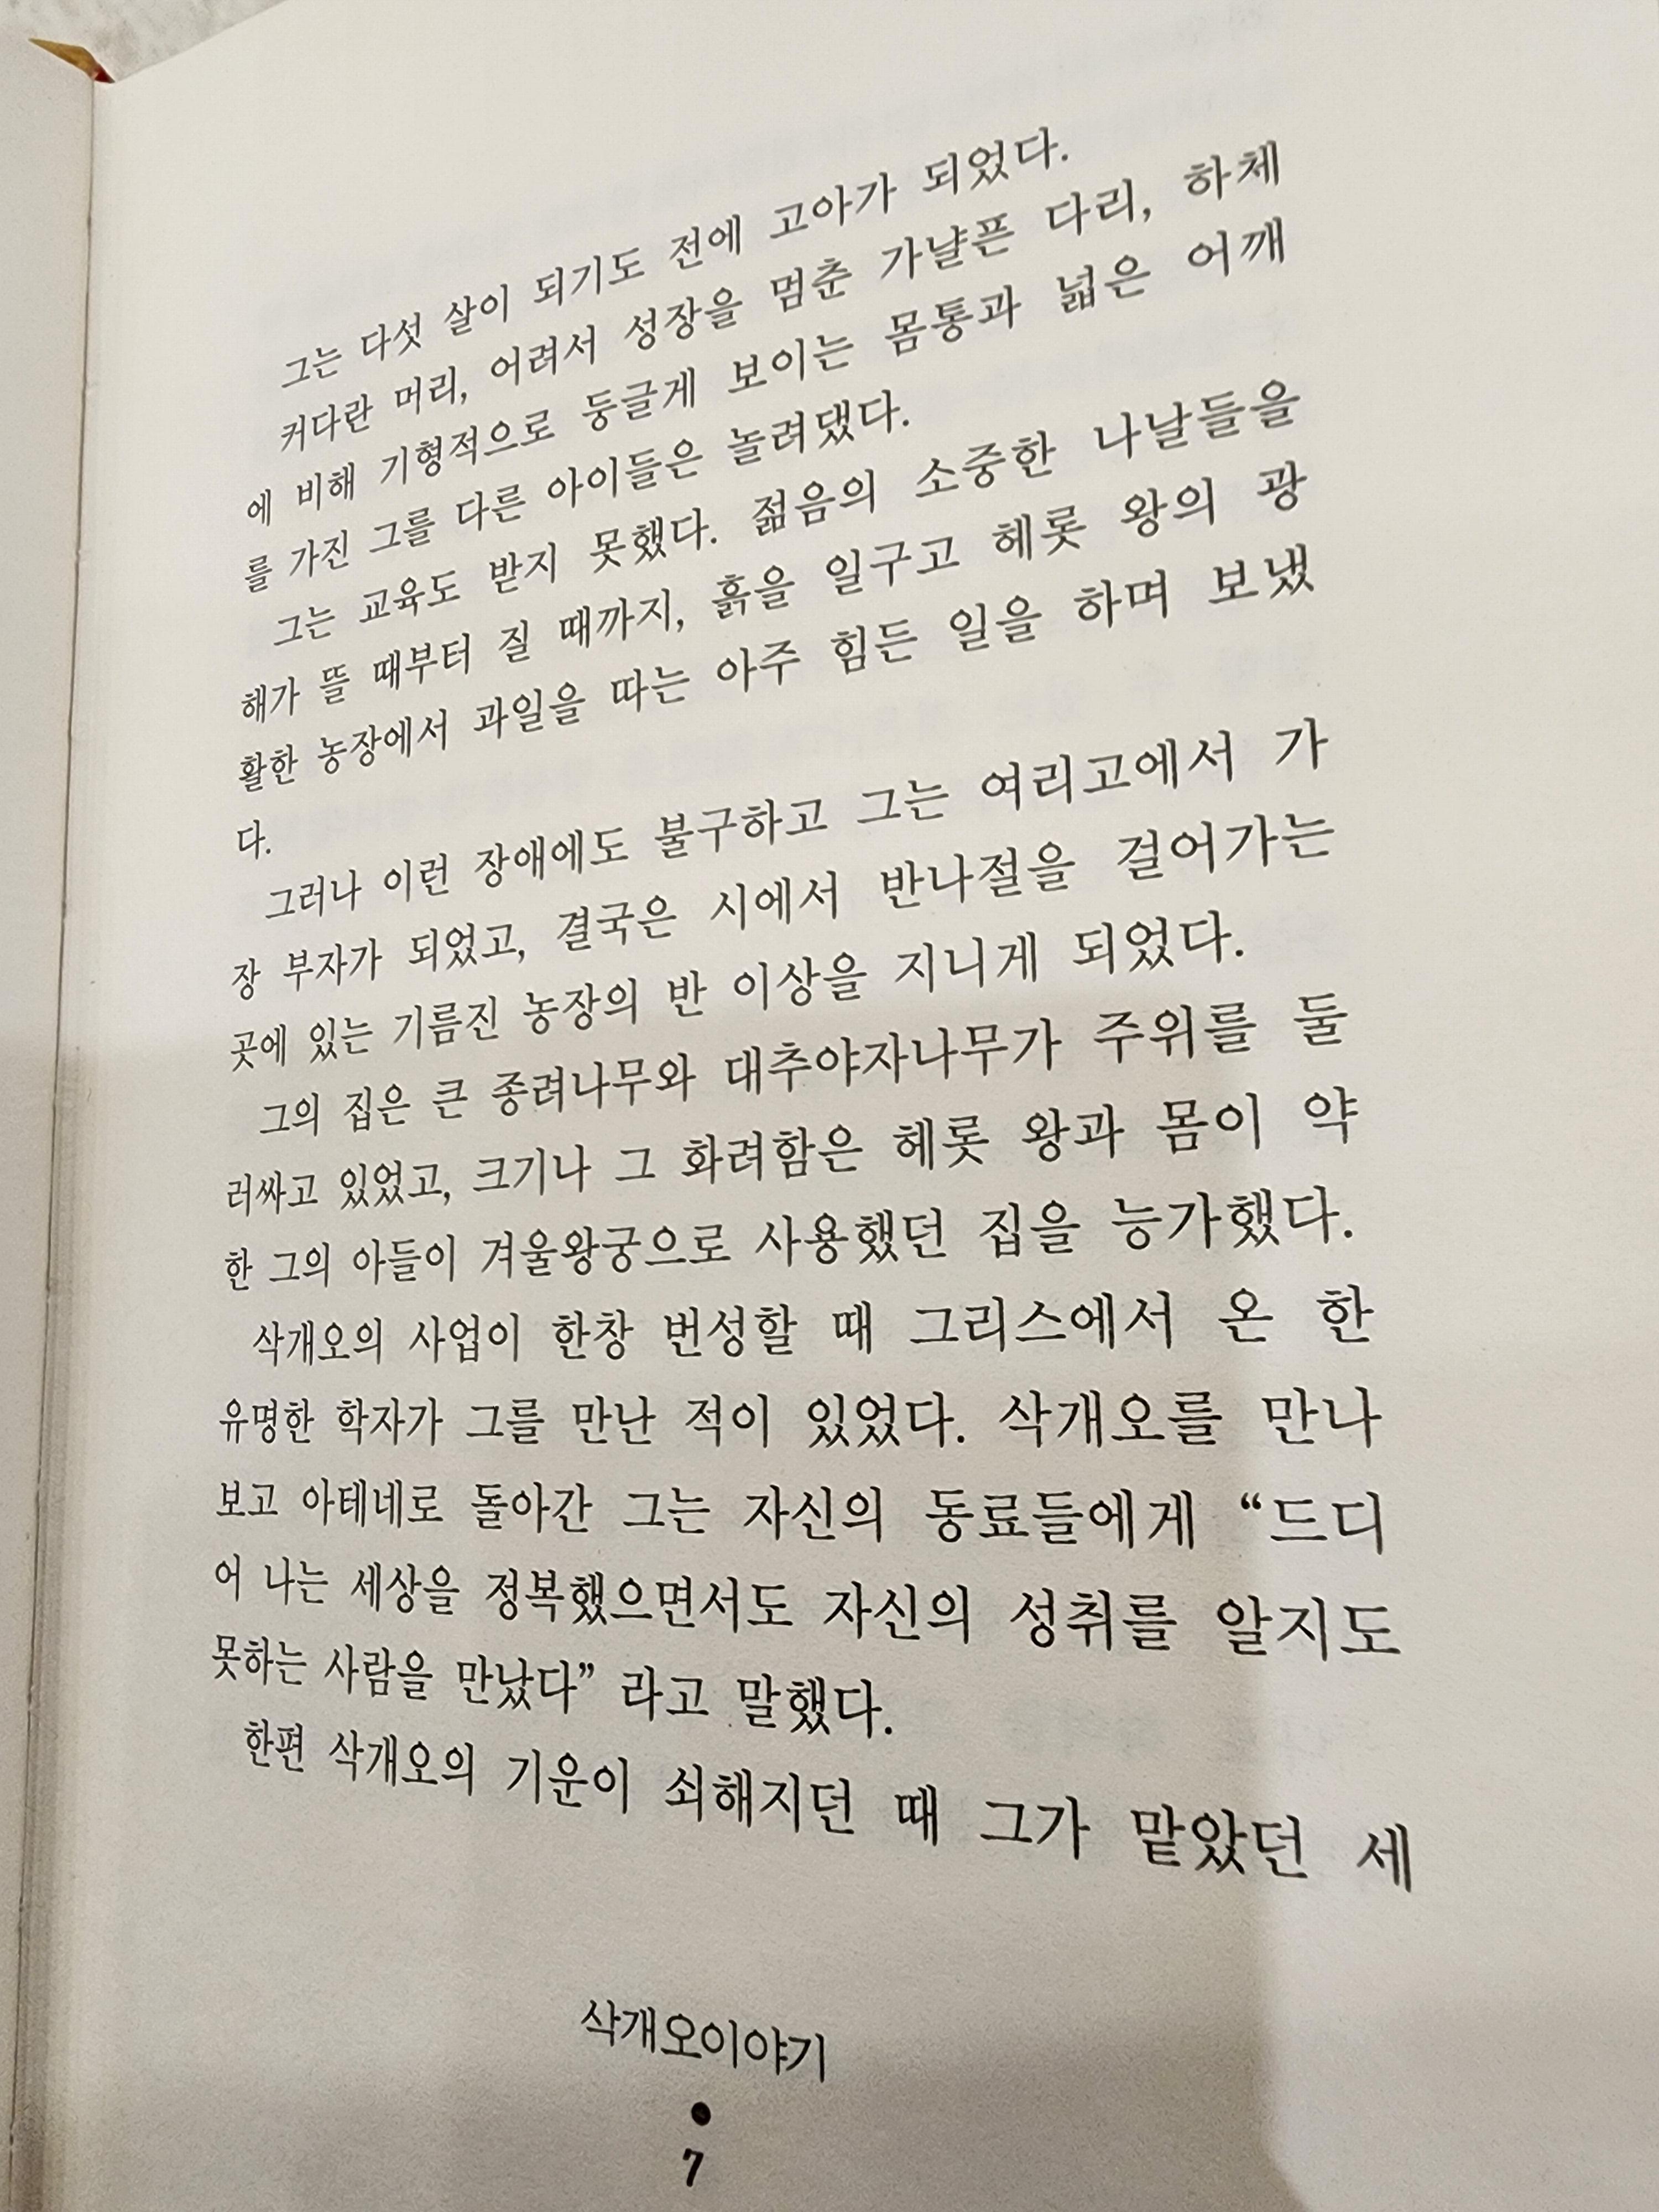 그는 다섯 살이 되기도 전에 고아가 되었다.
커다란 머리, 어려서 성장을 멈춘 가냘픈 다리, 하체
에 비해 기형적으로 둥글게 보이는 몸통과 넓은 어깨
를 가진 그를 다른 아이들은 놀려댔다.
그는 교육도 받지 못했다. 젊음의 소중한 나날들을
해가 뜰 때부터 질 때까지, 흙을 일구고 헤롯 왕의 광
활한 농장에서 과일을 따는 아주 힘든 일을 하며 보냈
다.
그러나 이런 장애에도 불구하고 그는 여리고에서 가
장 부자가 되었고, 결국은 시에서 반나절을 걸어가는
곳에 있는 기름진 농장의 반 이상을 지니게 되었다.
그의 집은 큰 종려나무와 대추야자나무가 주위를 둘
러싸고 있었고, 크기나 그 화려함은 헤롯 왕과 몸이 약
한 그의 아들이 겨울왕궁으로 사용했던 집을 능가했다.
삭개오의 사업이 한창 번성할 때 그리스에서 온 한
유명한 학자가 그를 만난 적이 있었다. 삭개오를 만나
보고 아테네로 돌아간 그는 자신의 동료들에게 “드디
어 나는 세상을 정복했으면서도 자신의 성취를 알지도
못하는 사람을 만났다” 라고 말했다.
한편 삭개오의 기운이 쇠해지던 때 그가 맡았던 세
삭개오이야기
●
7